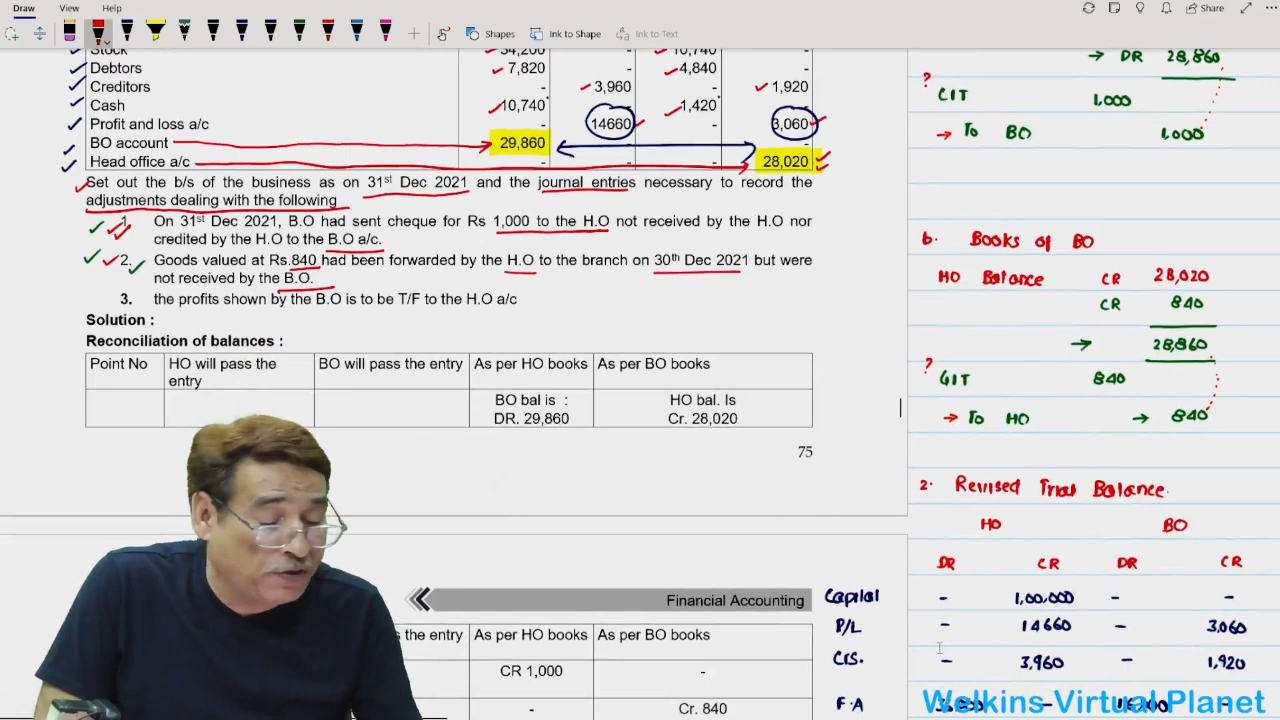 Draw
Share
Shapes
Ink to Shape
Ink to Text
Stock 34,200 - 10,740 -
Debtors 7,820 - 4,840 -
Creditors - 3,960 - 1,920
Cash 10,740 - 1,420 -
Profit and loss a/c - 14660 - 3,060
BO account 29,860 - - -
Head office a/c - - - 28,020
Set out the b/s of the business as on 31st Dec 2021 and the journal entries necessary to record the
adjustments dealing with the following
1. On 31st Dec 2021, B.O had sent cheque for Rs 1,000 to the H.O not received by the H.O nor
credited by the H.O to the B.O a/c.
2. Goods valued at Rs.840 had been forwarded by the H.O to the branch on 30th Dec 2021 but were
not received by the B.O.
3. the profits shown by the B.O is to be T/F to the H.O a/c
Solution :
Reconciliation of balances :
Point No HO will pass the BO will pass the entry As per HO books As per BO books
entry
BO bal is : HO bal. Is
DR. 29,860 Cr. 28,020
75
Financial Accounting
the entry As per HO books As per BO books
CR 1,000 -
- Cr. 840
→ DR 28,860
?
CIT 1,000
→ To BO 1,000
b. Books of BO
HO Balance CR 28,020
CR 840
→ 28,860
?
GIT 840
→ To HO → 840
2. Revised Trial Balance.
HO BO
DR CR DR CR
Capital - 1,00,000 - -
P/L - 14660 - 3,060
Crs. - 3,960 - 1,920
F.A - -
Welkins Virtual Planet